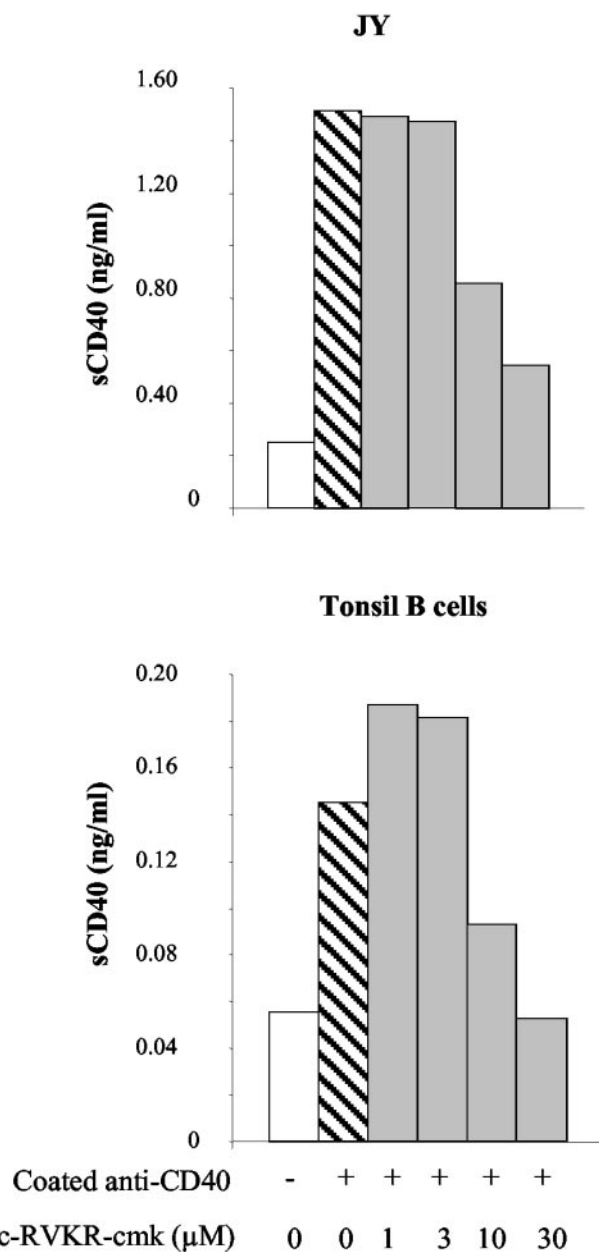 JY
1.60
1.20
0.80
0.40
0
sCD40 (ng/ml)
Tonsil B cells
0.20
0.16
0.12
0.08
0.04
0
sCD40 (ng/ml)
Coated anti-CD40 - + + + + +
c-RVKR-cmk (µM) 0 0 1 3 10 30